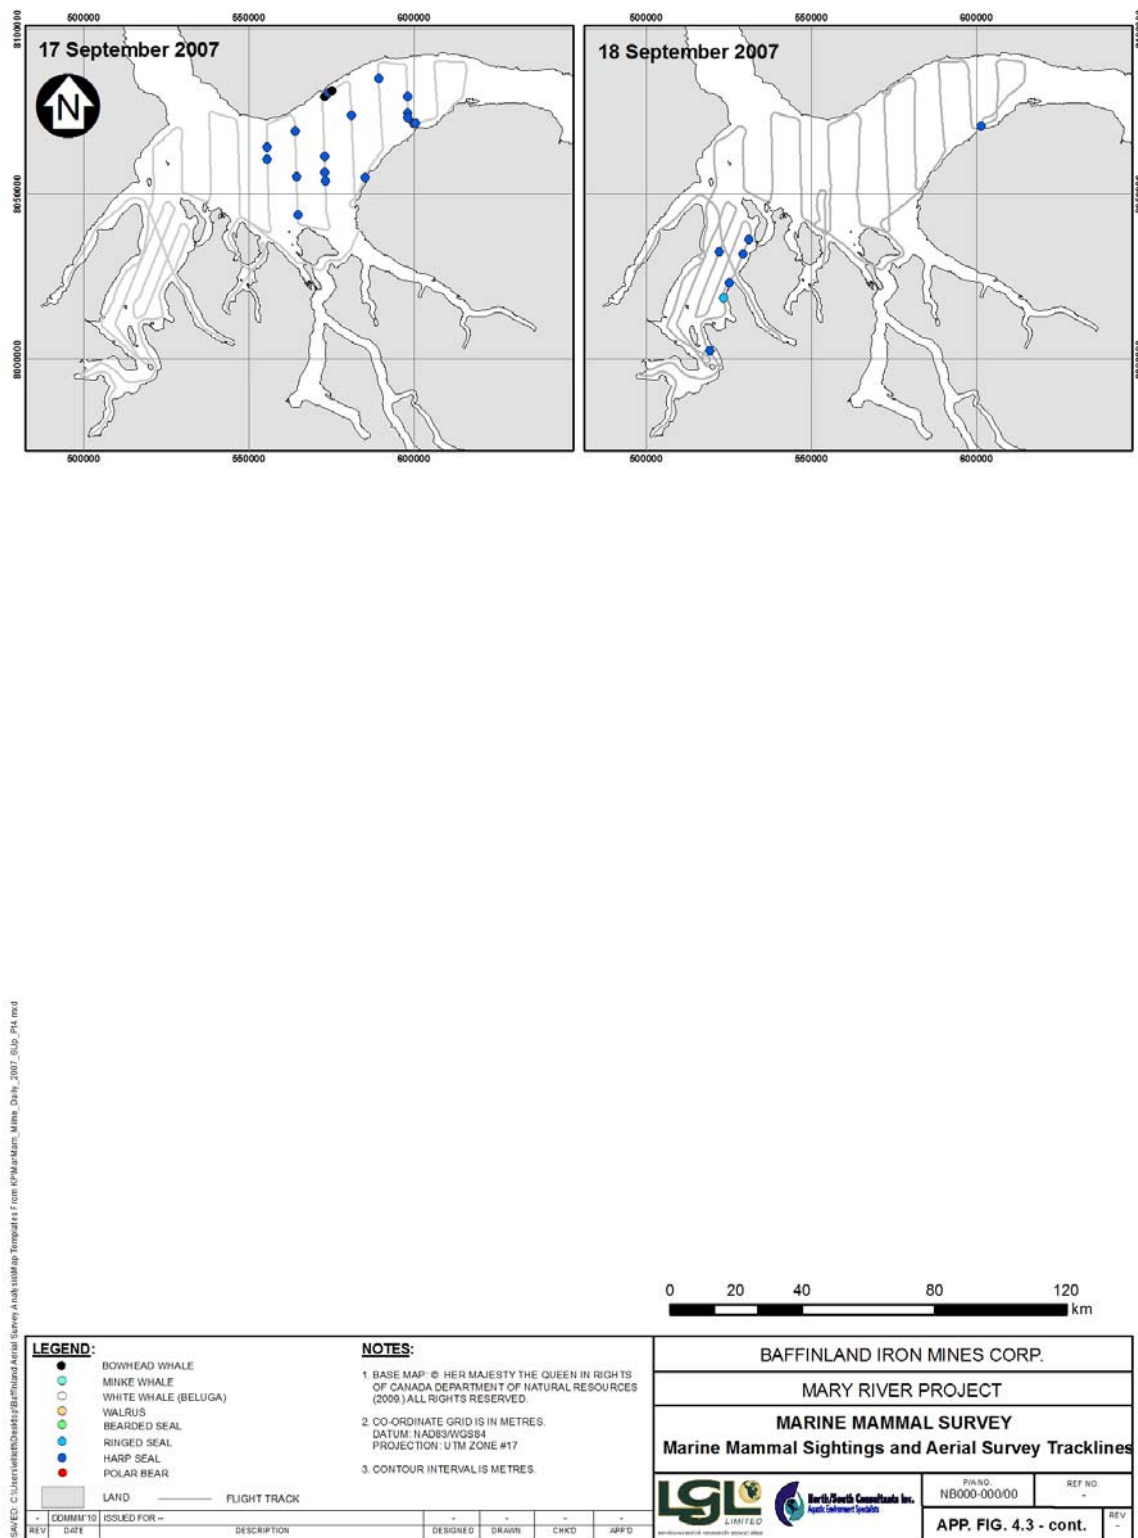 500000 550000 600000
500000 550000 600000
8100000
8050000
8000000
17 September 2007
N
18 September 2007
500000 550000 600000
500000 550000 600000
0 20 40 80 120
km
LEGEND:
BOWHEAD WHALE
MINKE WHALE
WHITE WHALE (BELUGA)
WALRUS
BEARDED SEAL
RINGED SEAL
HARP SEAL
POLAR BEAR
LAND FLIGHT TRACK
NOTES:
1. BASE MAP: © HER MAJESTY THE QUEEN IN RIGHTS
OF CANADA DEPARTMENT OF NATURAL RESOURCES
(2009.) ALL RIGHTS RESERVED.
2. CO-ORDINATE GRID IS IN METRES.
DATUM: NAD83/WGS84
PROJECTION: UTM ZONE #17
3. CONTOUR INTERVAL IS METRES.
- DDMMM'10 ISSUED FOR -- - - - -
REV DATE DESCRIPTION DESIGNED DRAWN CHK'D APP'D
BAFFINLAND IRON MINES CORP.
MARY RIVER PROJECT
MARINE MAMMAL SURVEY
Marine Mammal Sightings and Aerial Survey Tracklines
LGL
LIMITED
environmental research associates
North/South Consultants Inc.
Aquatic Environment Specialists
P/A NO.
NB000-000/00
REF NO.
-
APP. FIG. 4.3 - cont.
REV
-